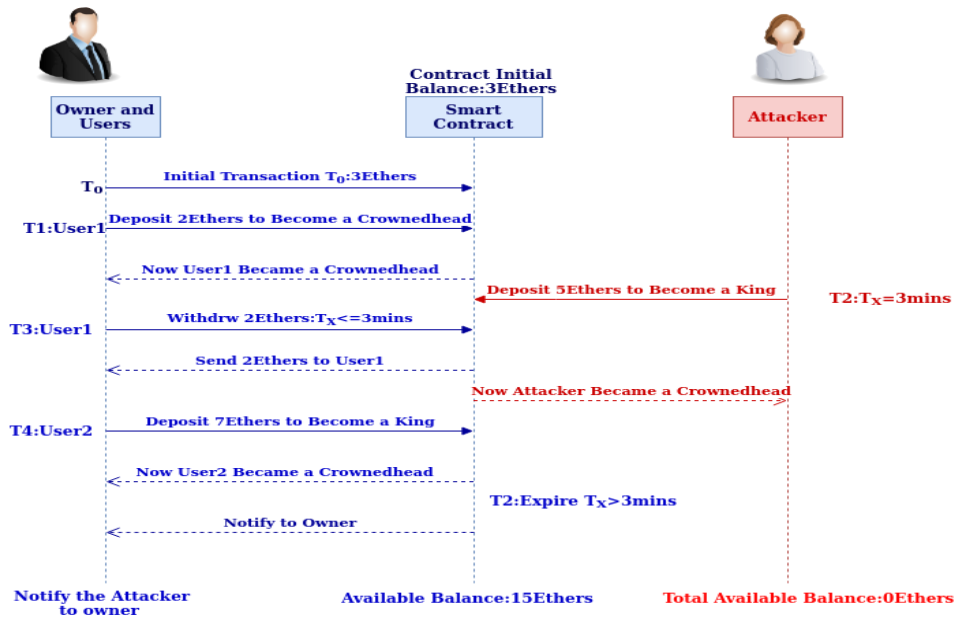 Contract Initial
Balance:3Ethers
Owner and
Users
Smart
Contract
Attacker
T0
Initial Transaction T0:3Ethers
T1:User1
Deposit 2Ethers to Become a Crownedhead
Now User1 Became a Crownedhead
Deposit 5Ethers to Become a King
T2:TX=3mins
T3:User1
Withdrw 2Ethers:TX<=3mins
Send 2Ethers to User1
Now Attacker Became a Crownedhead
T4:User2
Deposit 7Ethers to Become a King
Now User2 Became a Crownedhead
T2:Expire TX>3mins
Notify to Owner
Notify the Attacker
to owner
Available Balance:15Ethers
Total Available Balance:0Ethers